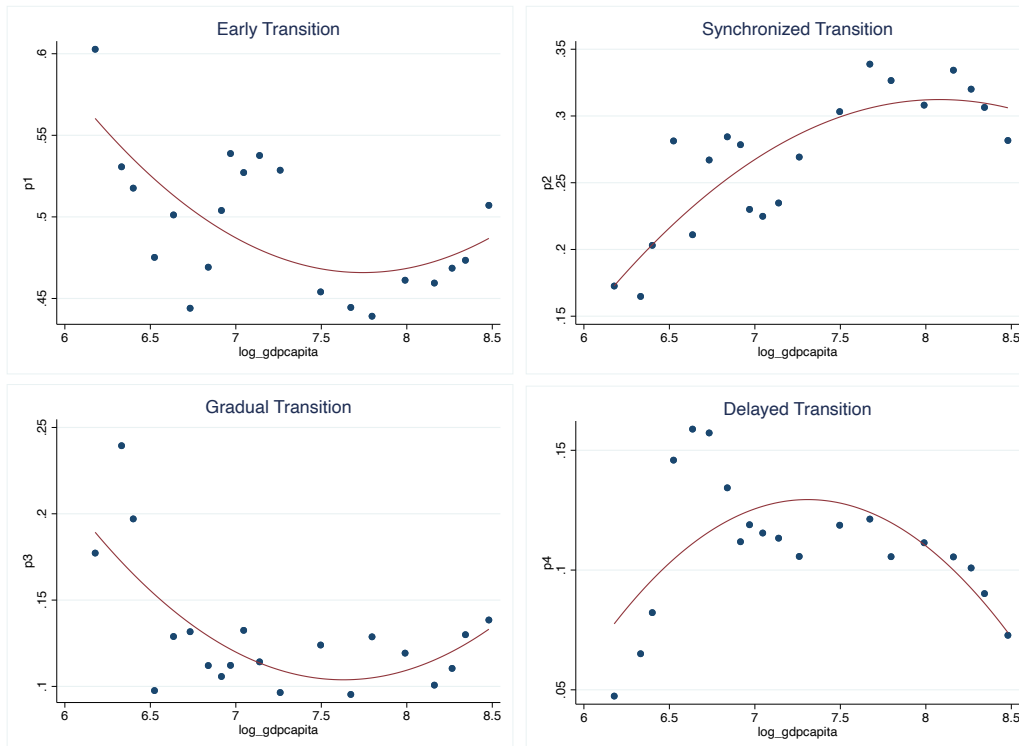 Early Transition
.6
.55
.5
.45
p1
6 6.5 7 7.5 8 8.5
log_gdpcapita
Synchronized Transition
.35
.3
.25
.2
.15
p2
6 6.5 7 7.5 8 8.5
log_gdpcapita
Gradual Transition
.25
.2
.15
.1
p3
6 6.5 7 7.5 8 8.5
log_gdpcapita
Delayed Transition
.15
.1
.05
p4
6 6.5 7 7.5 8 8.5
log_gdpcapita